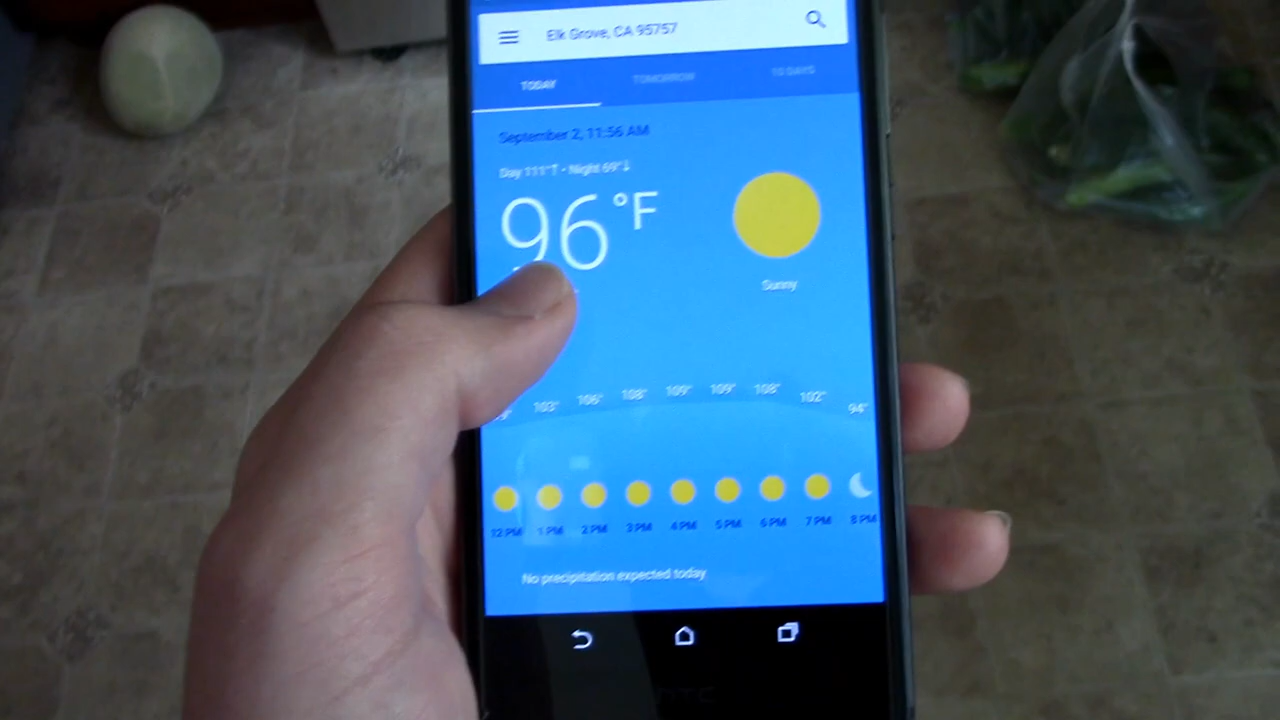 Elk Grove, CA 95757
TODAY TOMORROW 10 DAYS
September 2, 11:56 AM
Day 111°↑ • Night 69°↓
96 °F
Sunny
103° 106° 108° 109° 109° 108° 102° 94°
12 PM 1 PM 2 PM 3 PM 4 PM 5 PM 6 PM 7 PM 8 PM
No precipitation expected today
hTC